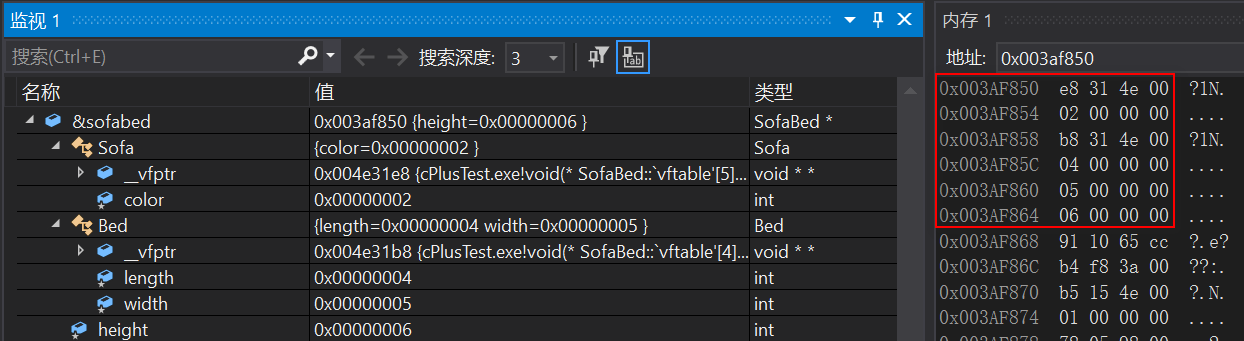 监视 1
搜索(Ctrl+E)
搜索深度: 3
名称 值 类型
&sofabed 0x003af850 {height=0x00000006 } SofaBed *
Sofa {color=0x00000002 } Sofa
__vfptr 0x004e31e8 {cPlusTest.exe!void(* SofaBed::`vftable'[5]... void * *
color 0x00000002 int
Bed {length=0x00000004 width=0x00000005 } Bed
__vfptr 0x004e31b8 {cPlusTest.exe!void(* SofaBed::`vftable'[4]... void * *
length 0x00000004 int
width 0x00000005 int
height 0x00000006 int
内存 1
地址: 0x003af850
0x003AF850 e8 31 4e 00 ?1N.
0x003AF854 02 00 00 00 ....
0x003AF858 b8 31 4e 00 ?1N.
0x003AF85C 04 00 00 00 ....
0x003AF860 05 00 00 00 ....
0x003AF864 06 00 00 00 ....
0x003AF868 91 10 65 cc ?.e?
0x003AF86C b4 f8 3a 00 ??:.
0x003AF870 b5 15 4e 00 ?.N.
0x003AF874 01 00 00 00 ....